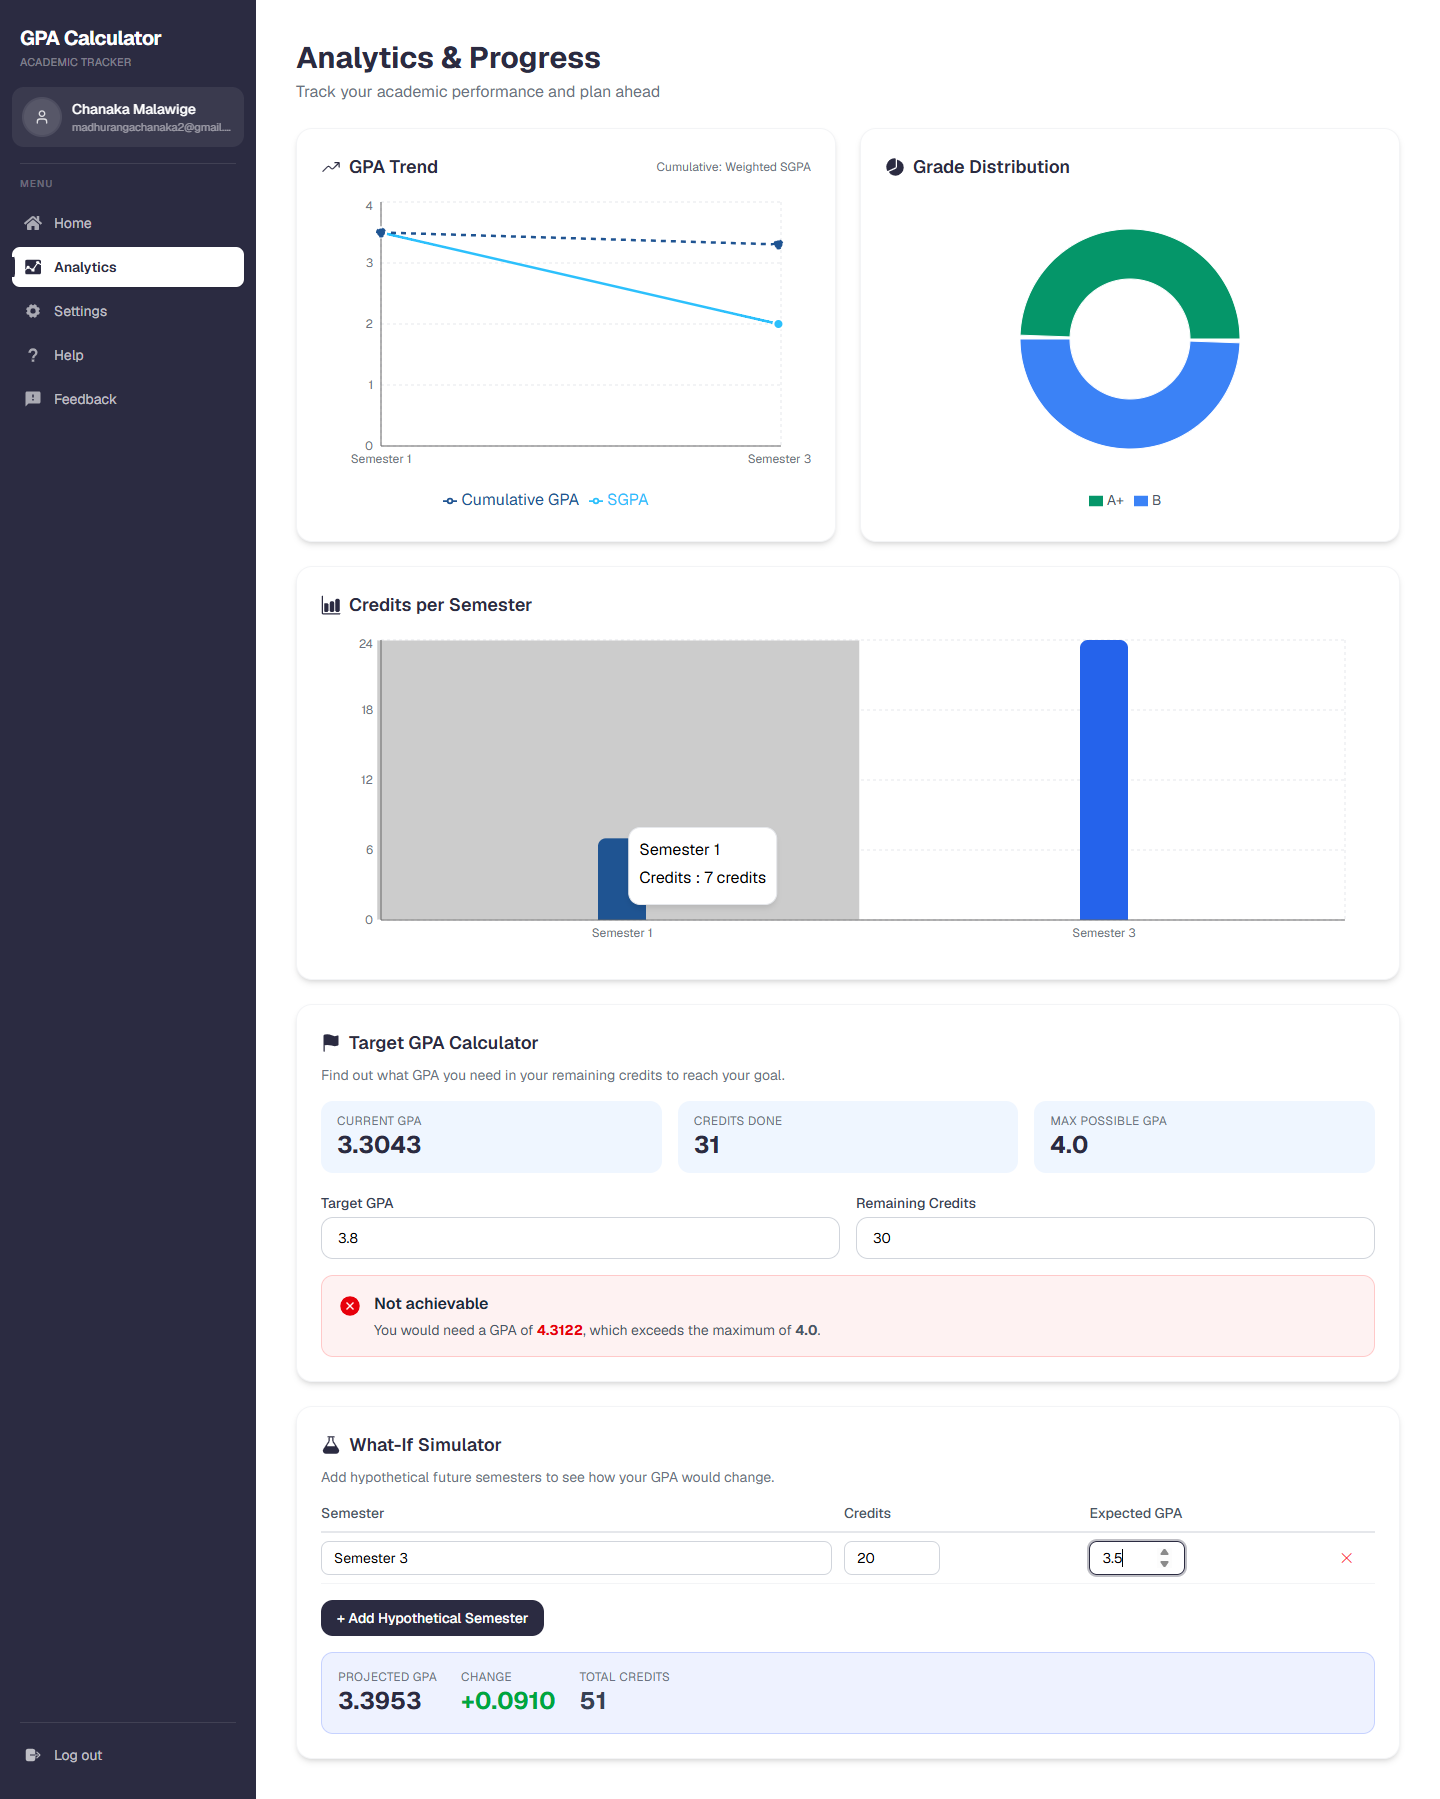 GPA Calculator
ACADEMIC TRACKER
Chanaka Malawige
madhurangachanaka2@gmail....
MENU
Home
Analytics
Settings
Help
Feedback
Log out
Analytics & Progress
Track your academic performance and plan ahead
GPA Trend
Cumulative: Weighted SGPA
4
3
2
1
0
Semester 1
Semester 3
Cumulative GPA
SGPA
Grade Distribution
A+
B
Credits per Semester
24
18
12
6
0
Semester 1
Credits : 7 credits
Semester 1
Semester 3
Target GPA Calculator
Find out what GPA you need in your remaining credits to reach your goal.
CURRENT GPA
3.3043
CREDITS DONE
31
MAX POSSIBLE GPA
4.0
Target GPA
3.8
Remaining Credits
30
Not achievable
You would need a GPA of 4.3122, which exceeds the maximum of 4.0.
What-If Simulator
Add hypothetical future semesters to see how your GPA would change.
Semester
Credits
Expected GPA
Semester 3
20
3.5
+ Add Hypothetical Semester
PROJECTED GPA
3.3953
CHANGE
+0.0910
TOTAL CREDITS
51